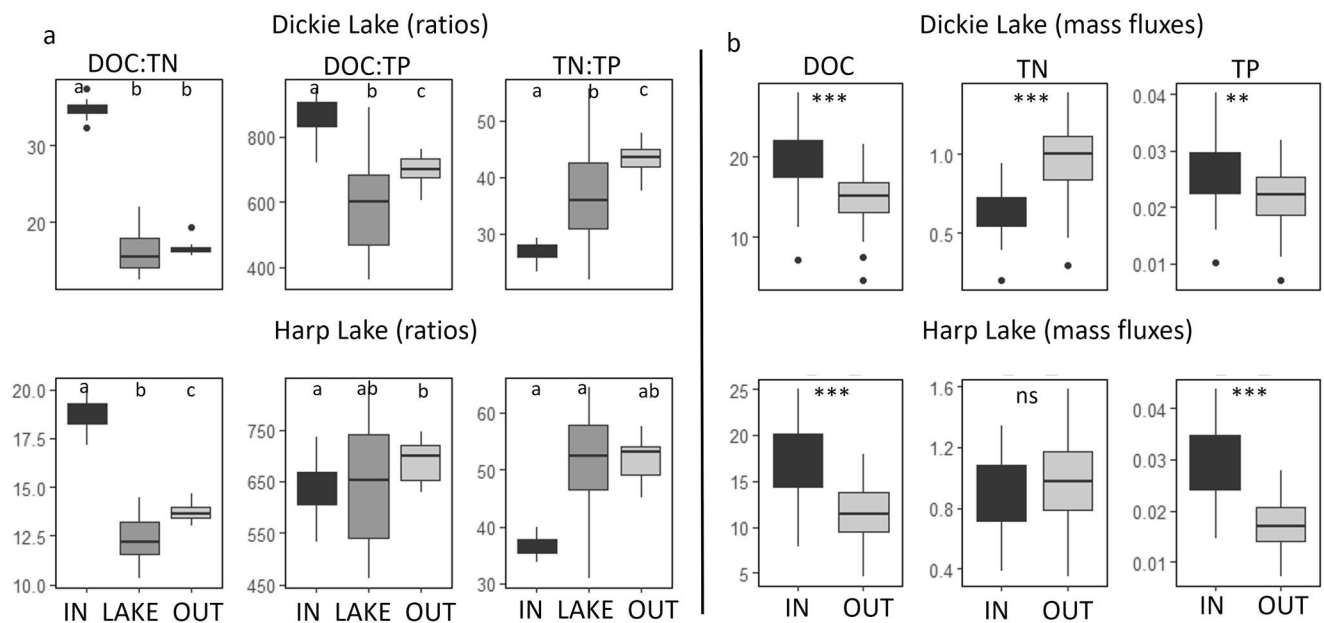 a
Dickie Lake (ratios)
DOC:TN
DOC:TP
TN:TP
a b b
a b c
a b c
30
20
800
600
400
50
40
30
Harp Lake (ratios)
a b c
a ab b
a a ab
20.0
17.5
15.0
12.5
10.0
750
650
550
450
60
50
40
30
IN LAKE OUT
IN LAKE OUT
IN LAKE OUT
b
Dickie Lake (mass fluxes)
DOC
TN
TP
***
***
**
20
10
1.0
0.5
0.04
0.03
0.02
0.01
Harp Lake (mass fluxes)
***
ns
***
25
20
15
10
5
1.6
1.2
0.8
0.4
0.04
0.03
0.02
0.01
IN OUT
IN OUT
IN OUT